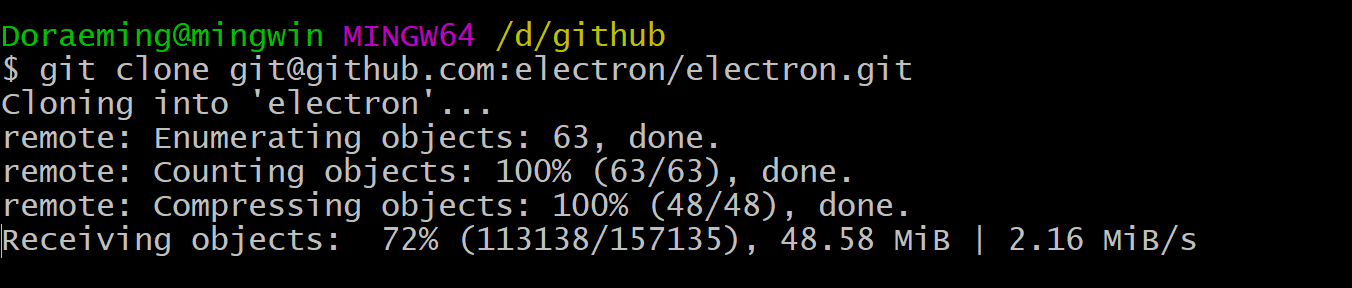 Doraeming@mingwin MINGW64 /d/github
$ git clone git@github.com:electron/electron.git
Cloning into 'electron'...
remote: Enumerating objects: 63, done.
remote: Counting objects: 100% (63/63), done.
remote: Compressing objects: 100% (48/48), done.
Receiving objects:  72% (113138/157135), 48.58 MiB | 2.16 MiB/s